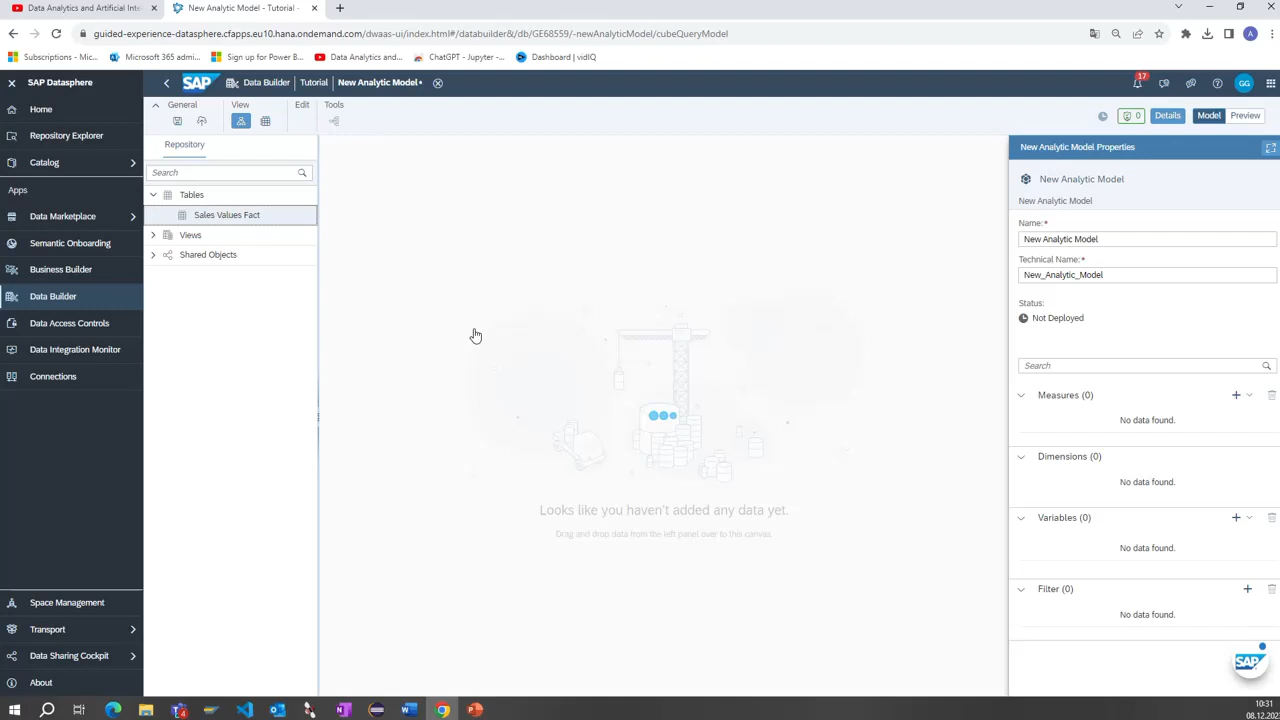 Data Analytics and Artificial Inte
New Analytic Model - Tutorial -
guided-experience-datasphere.cfapps.eu10.hana.ondemand.com/dwaas-ui/index.html#/databuilder&/db/GE68559/-newAnalyticModel/cubeQueryModel
Subscriptions - Mic...
Microsoft 365 admi...
Sign up for Power B...
Data Analytics and...
ChatGPT - Jupyter -...
Dashboard | vidIQ
SAP Datasphere
SAP
Data Builder
Tutorial
New Analytic Model*
17
GG
Home
Repository Explorer
Catalog
Apps
Data Marketplace
Semantic Onboarding
Business Builder
Data Builder
Data Access Controls
Data Integration Monitor
Connections
Space Management
Transport
Data Sharing Cockpit
About
General
View
Edit
Tools
0
Details
Model
Preview
Repository
Search
Tables
Sales Values Fact
Views
Shared Objects
Looks like you haven't added any data yet.
Drag and drop data from the left panel over to this canvas.
New Analytic Model Properties
New Analytic Model
New Analytic Model
Name:*
New Analytic Model
Technical Name:*
New_Analytic_Model
Status:
Not Deployed
Search
Measures (0)
No data found.
Dimensions (0)
No data found.
Variables (0)
No data found.
Filter (0)
No data found.
SAP
10:31